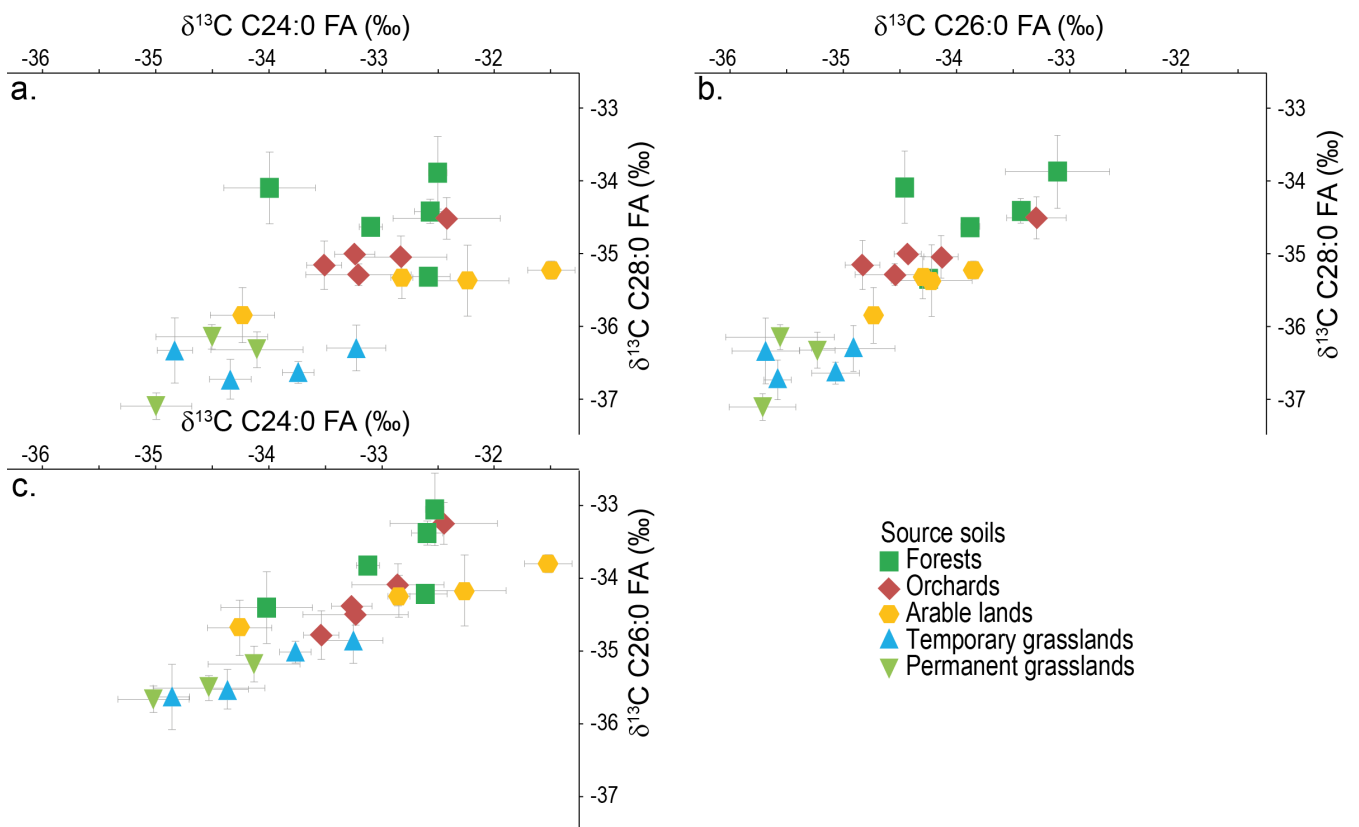 δ¹³C C24:0 FA (‰)
-36 -35 -34 -33 -32
a.
-33
-34
-35
-36
-37
δ¹³C C28:0 FA (‰)
δ¹³C C26:0 FA (‰)
-36 -35 -34 -33 -32
b.
-33
-34
-35
-36
-37
δ¹³C C28:0 FA (‰)
δ¹³C C24:0 FA (‰)
-36 -35 -34 -33 -32
c.
-33
-34
-35
-36
-37
δ¹³C C26:0 FA (‰)
Source soils
Forests
Orchards
Arable lands
Temporary grasslands
Permanent grasslands